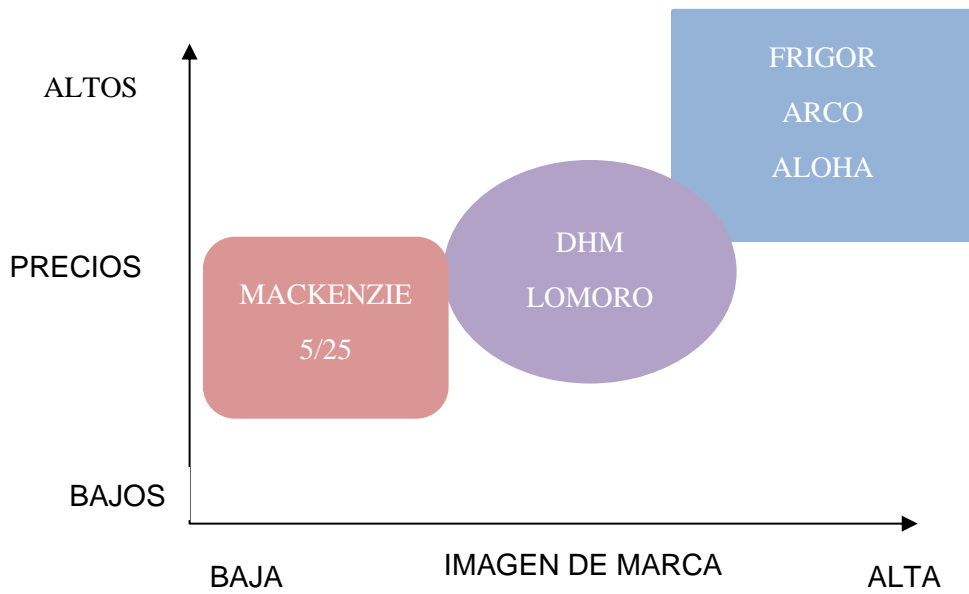 FRIGOR
ALTOS
ARCO
ALOHA
DHM
PRECIOS
MACKENZIE
LOMORO
5/25
BAJOS
IMAGEN DE MARCA
BAJA
ALTA